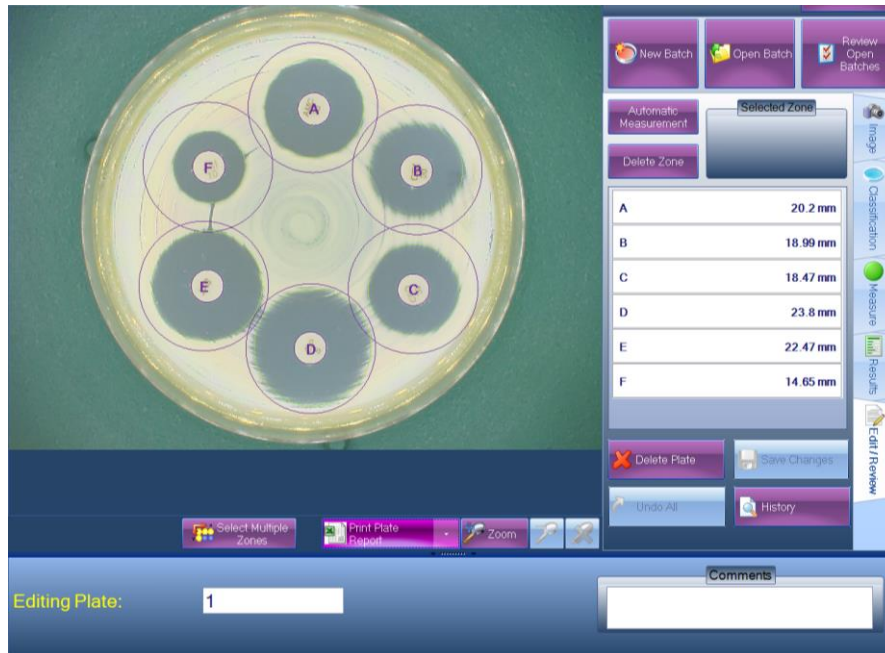 New Batch
Open Batch
Review
Open
Batches
Automatic
Measurement
Selected Zone
Delete Zone
Image
Classification
Measure
Results
Edit / Review
A
B
F
E
C
D
A 20.2 mm
B 18.99 mm
C 18.47 mm
D 23.8 mm
E 22.47 mm
F 14.65 mm
Delete Plate
Save Changes
Undo All
History
Select Multiple
Zones
Print Plate
Report
Zoom
Comments
Editing Plate:
1